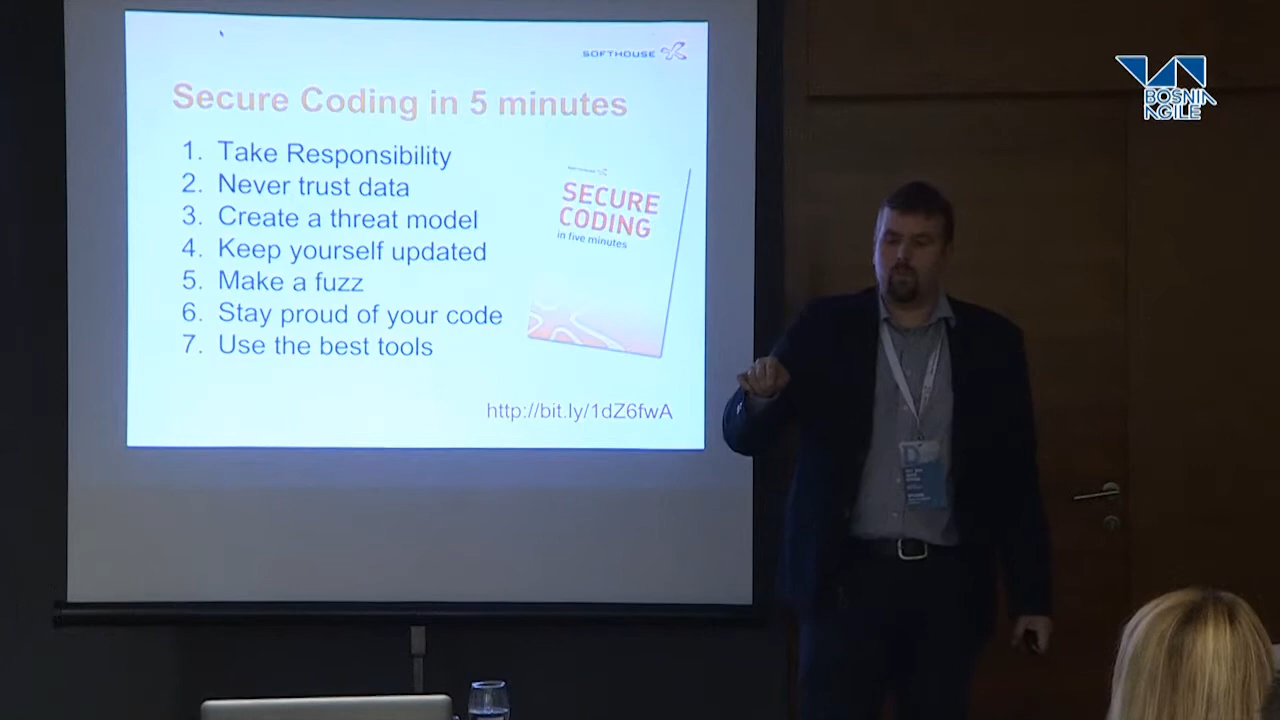 SOFTHOUSE
Secure Coding in 5 minutes
1. Take Responsibility
2. Never trust data
3. Create a threat model
4. Keep yourself updated
5. Make a fuzz
6. Stay proud of your code
7. Use the best tools
SECURE
CODING
in five minutes
http://bit.ly/1dZ6fwA
BOSNIA
AGILE
D